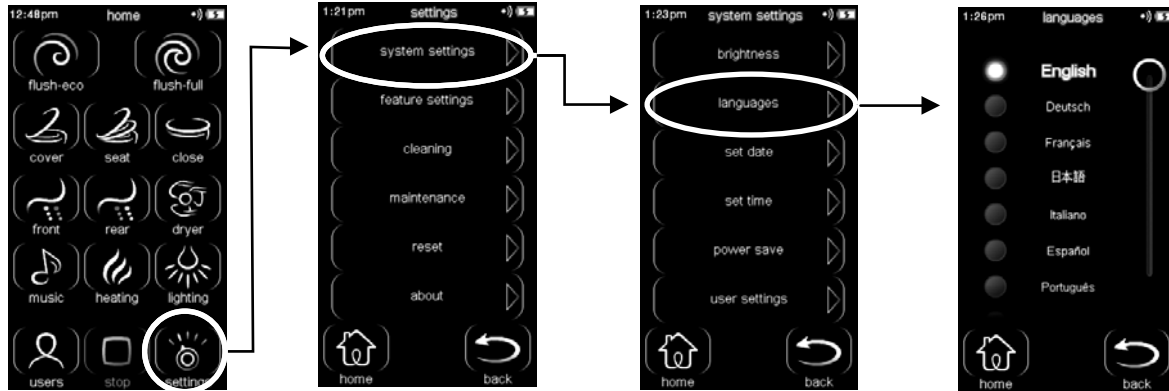 12:48pm home
flush-eco flush-full
cover seat close
front rear dryer
music heating lighting
users stop settings
1:21pm settings
system settings
feature settings
cleaning
maintenance
reset
about
home back
1:23pm system settings
brightness
languages
set date
set time
power save
user settings
home back
1:26pm languages
English
Deutsch
Français
日本語
Italiano
Español
Português
home back